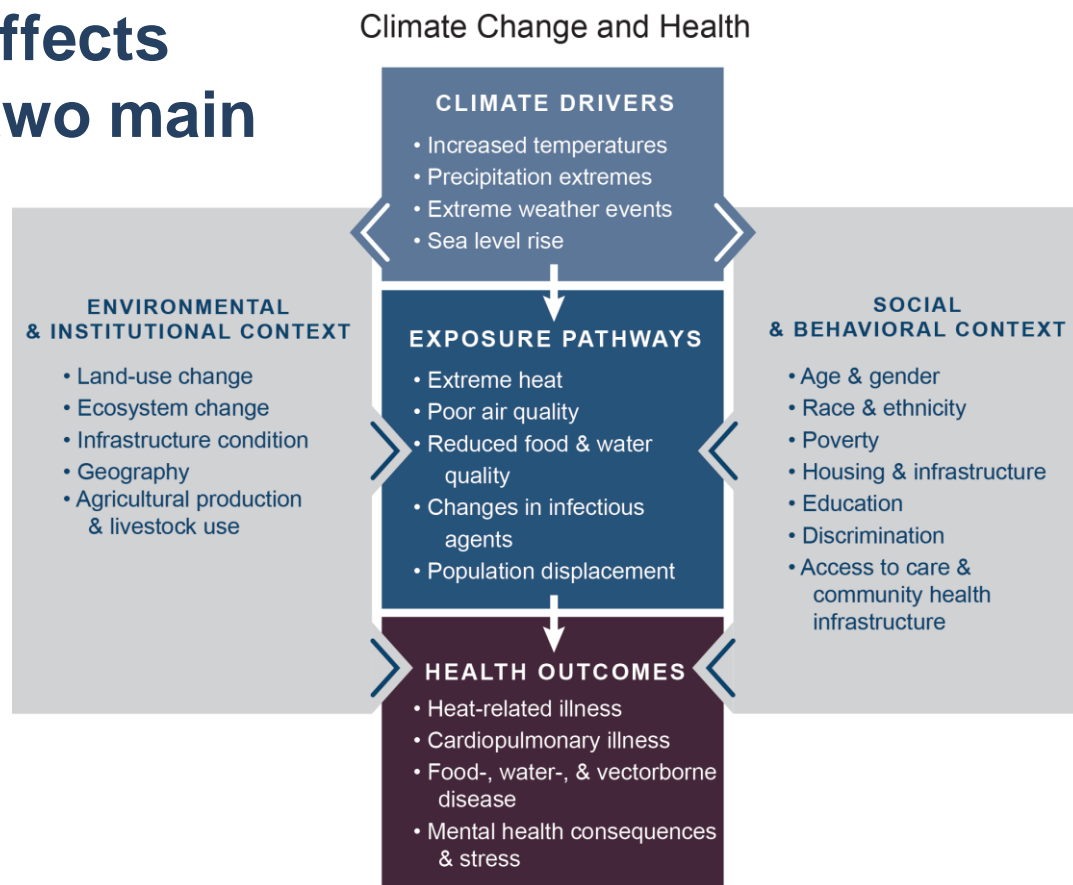 ffects
two main
Climate Change and Health
CLIMATE DRIVERS
• Increased temperatures
• Precipitation extremes
• Extreme weather events
• Sea level rise
ENVIRONMENTAL
& INSTITUTIONAL CONTEXT
• Land-use change
• Ecosystem change
• Infrastructure condition
• Geography
• Agricultural production
& livestock use
EXPOSURE PATHWAYS
• Extreme heat
• Poor air quality
• Reduced food & water
quality
• Changes in infectious
agents
• Population displacement
SOCIAL
& BEHAVIORAL CONTEXT
• Age & gender
• Race & ethnicity
• Poverty
• Housing & infrastructure
• Education
• Discrimination
• Access to care &
community health
infrastructure
HEALTH OUTCOMES
• Heat-related illness
• Cardiopulmonary illness
• Food-, water-, & vectorborne
disease
• Mental health consequences
& stress